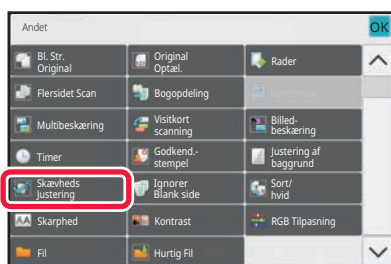 Andet
OK
Bl. Str.
Original
Original
Optæl.
Rader
Flersidet Scan
Bogopdeling
Multibeskæring
Visitkort
scanning
Billed-
beskæring
Timer
Godkend.-
stempel
Justering af
baggrund
Skævheds
Justering
Ignorer
Blank side
Sort/
hvid
Skarphed
Kontrast
RGB Tilpasning
Fil
Hurtig Fil